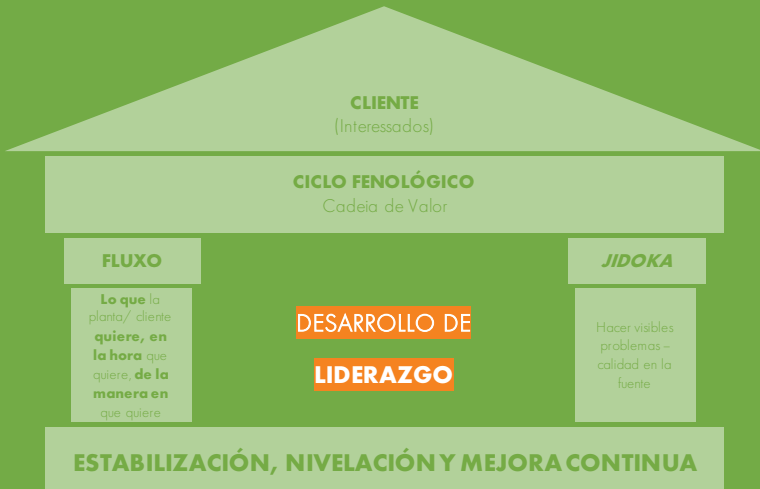 CLIENTE
(Interessados)
CICLO FENOLÓGICO
Cadeia de Valor
FLUXO
JIDOKA
Lo que la
planta/ cliente
quiere, en
la hora que
quiere, de la
manera en
que quiere
DESARROLLO DE
LIDERAZGO
Hacer visibles
problemas –
calidad en la
fuente
ESTABILIZACIÓN, NIVELACIÓN Y MEJORA CONTINUA